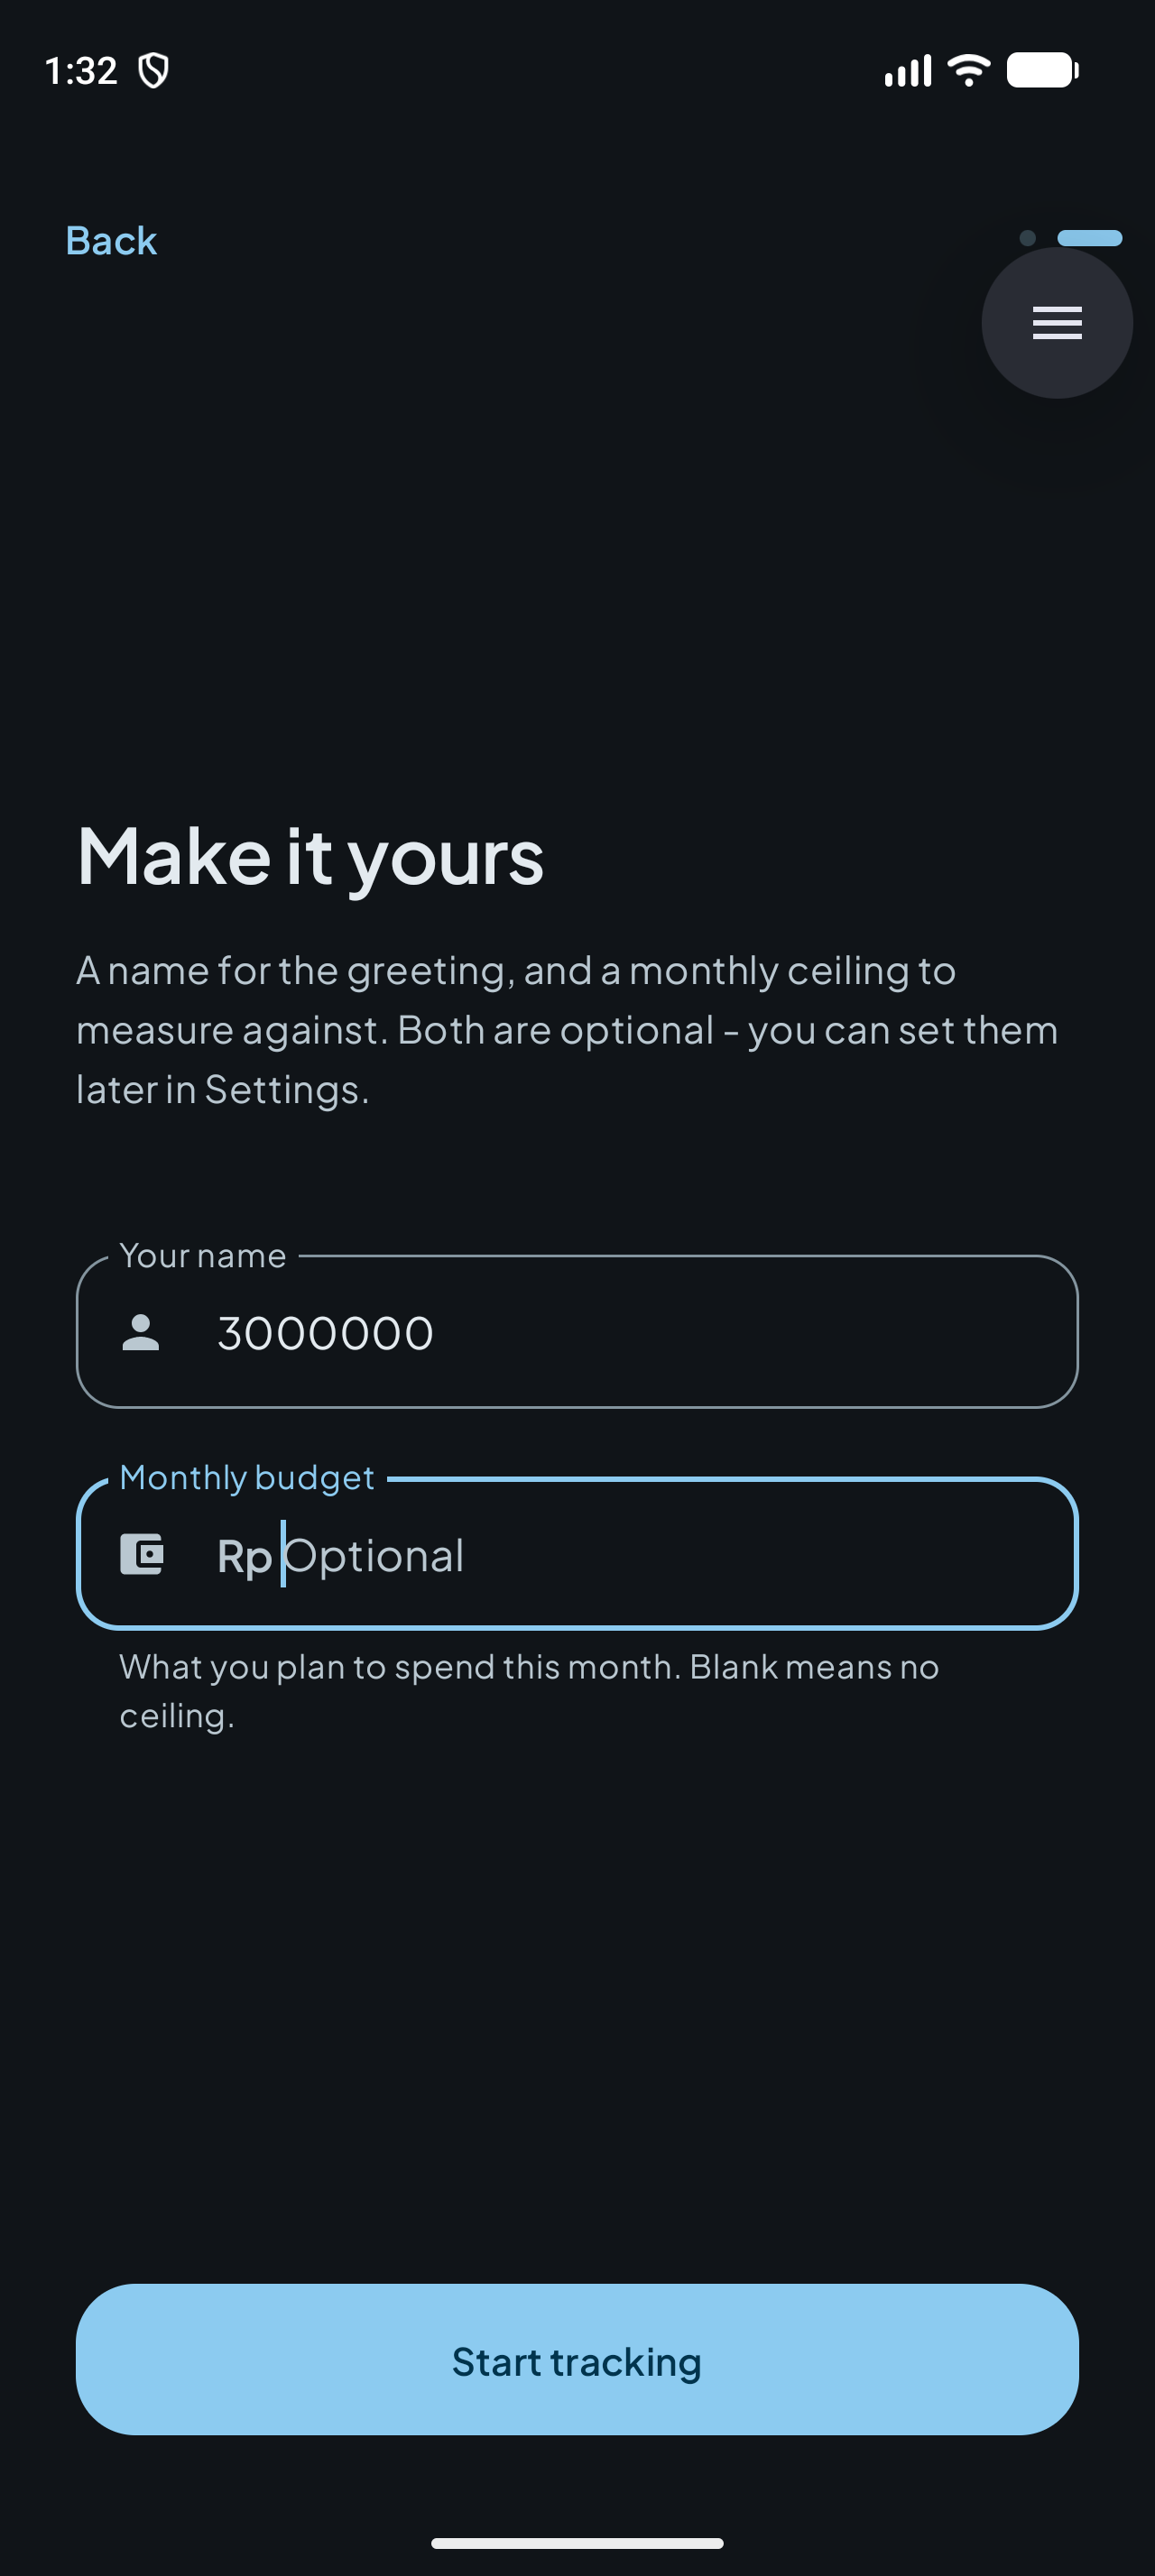 1:32
Back
Make it yours
A name for the greeting, and a monthly ceiling to
measure against. Both are optional - you can set them
later in Settings.
Your name
3000000
Monthly budget
Rp Optional
What you plan to spend this month. Blank means no
ceiling.
Start tracking